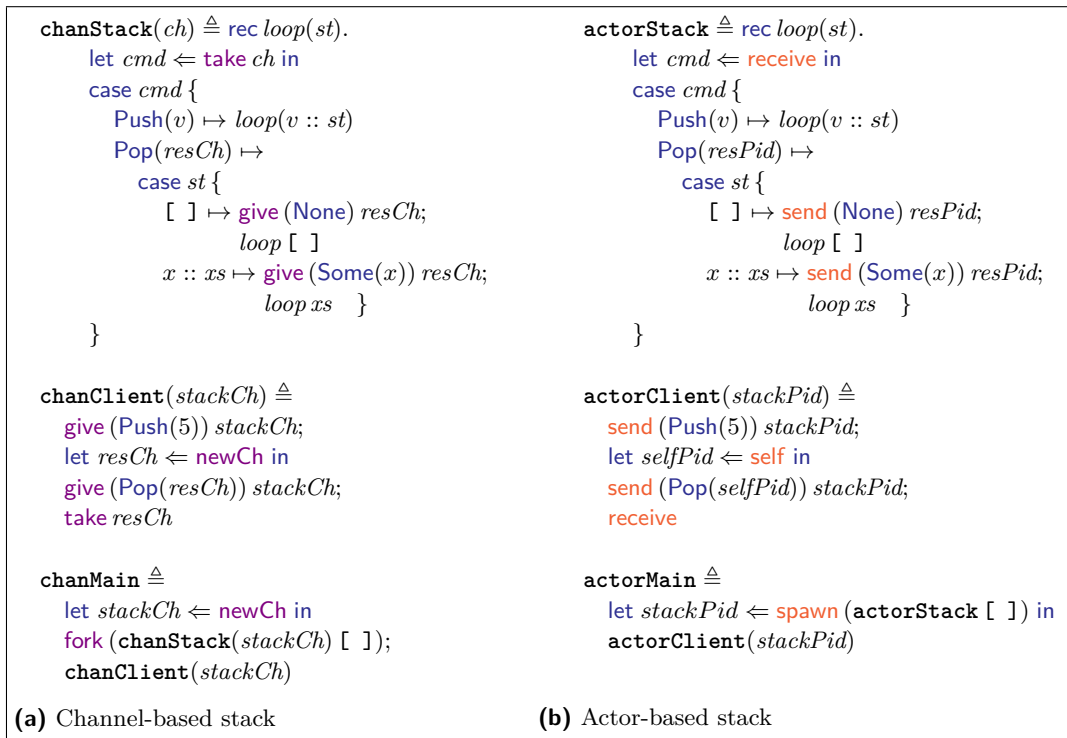 chanStack(ch) ≜ rec loop(st).
let cmd ⇐ take ch in
case cmd {
Push(v) ↦ loop(v :: st)
Pop(resCh) ↦
case st {
[ ] ↦ give (None) resCh;
loop [ ]
x :: xs ↦ give (Some(x)) resCh;
loop xs }
}
chanClient(stackCh) ≜
give (Push(5)) stackCh;
let resCh ⇐ newCh in
give (Pop(resCh)) stackCh;
take resCh
chanMain ≜
let stackCh ⇐ newCh in
fork (chanStack(stackCh) [ ]);
chanClient(stackCh)
(a) Channel-based stack
actorStack ≜ rec loop(st).
let cmd ⇐ receive in
case cmd {
Push(v) ↦ loop(v :: st)
Pop(resPid) ↦
case st {
[ ] ↦ send (None) resPid;
loop [ ]
x :: xs ↦ send (Some(x)) resPid;
loop xs }
}
actorClient(stackPid) ≜
send (Push(5)) stackPid;
let selfPid ⇐ self in
send (Pop(selfPid)) stackPid;
receive
actorMain ≜
let stackPid ⇐ spawn (actorStack [ ]) in
actorClient(stackPid)
(b) Actor-based stack